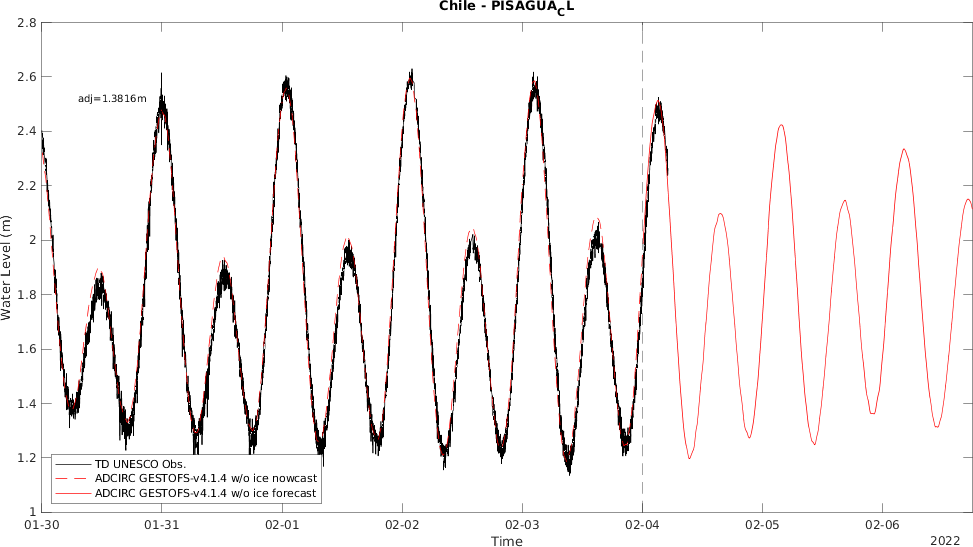 Chile - PISAGUA_CL
2.8
2.6
2.4
2.2
2
1.8
1.6
1.4
1.2
1
Water Level (m)
adj=1.3816m
TD UNESCO Obs.
ADCIRC GESTOFS-v4.1.4 w/o ice nowcast
ADCIRC GESTOFS-v4.1.4 w/o ice forecast
01-30 01-31 02-01 02-02 02-03 02-04 02-05 02-06
Time
2022